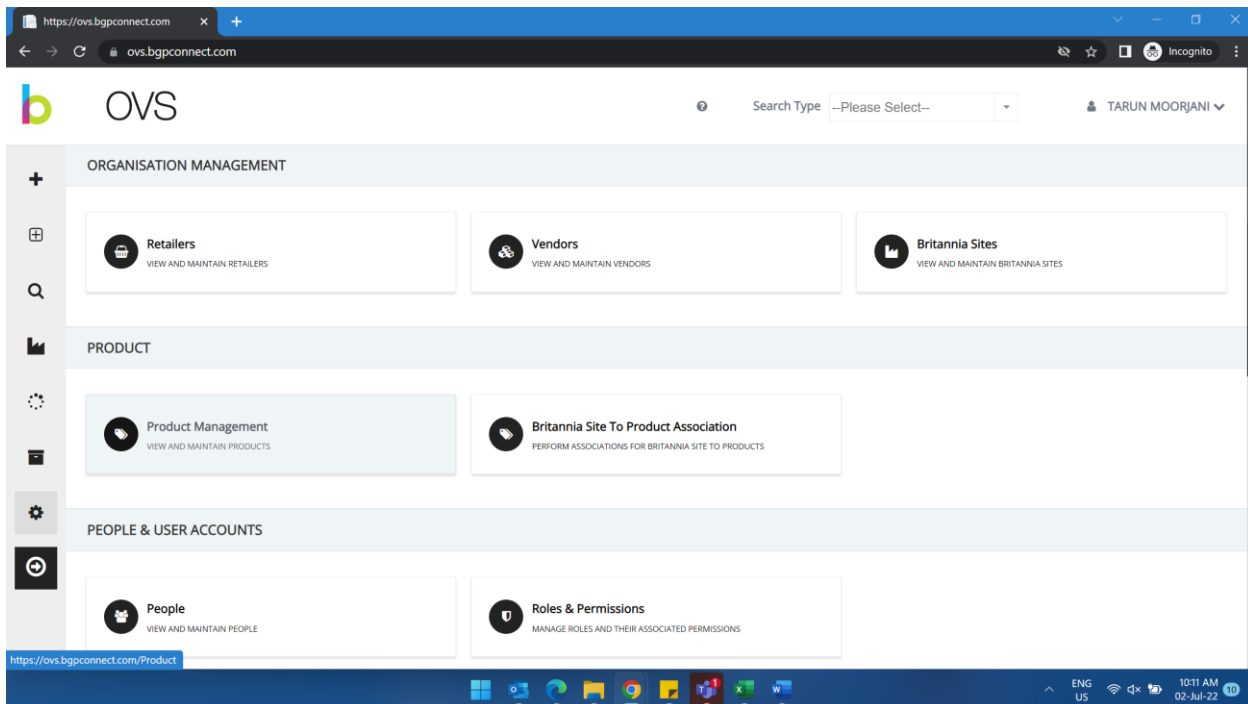 https://ovs.bgpconnect.com
ovs.bgpconnect.com
Incognito
b OVS
Search Type --Please Select--
TARUN MOORJANI
ORGANISATION MANAGEMENT
Retailers
VIEW AND MAINTAIN RETAILERS
Vendors
VIEW AND MAINTAIN VENDORS
Britannia Sites
VIEW AND MAINTAIN BRITANNIA SITES
PRODUCT
Product Management
VIEW AND MAINTAIN PRODUCTS
Britannia Site To Product Association
PERFORM ASSOCIATIONS FOR BRITANNIA SITE TO PRODUCTS
PEOPLE & USER ACCOUNTS
People
VIEW AND MAINTAIN PEOPLE
Roles & Permissions
MANAGE ROLES AND THEIR ASSOCIATED PERMISSIONS
https://ovs.bgpconnect.com/Product
1
ENG
US
10:11 AM
02-Jul-22
10